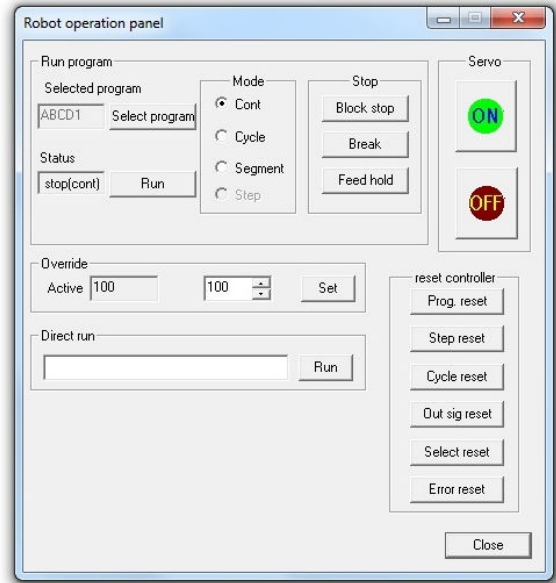 Robot operation panel
Run program
Selected program
ABCD1
Select program
Status
stop(cont)
Run
Mode
Cont
Cycle
Segment
Step
Stop
Block stop
Break
Feed hold
Servo
ON
OFF
Override
Active 100
100
Set
Direct run
Run
reset controller
Prog. reset
Step reset
Cycle reset
Out sig reset
Select reset
Error reset
Close